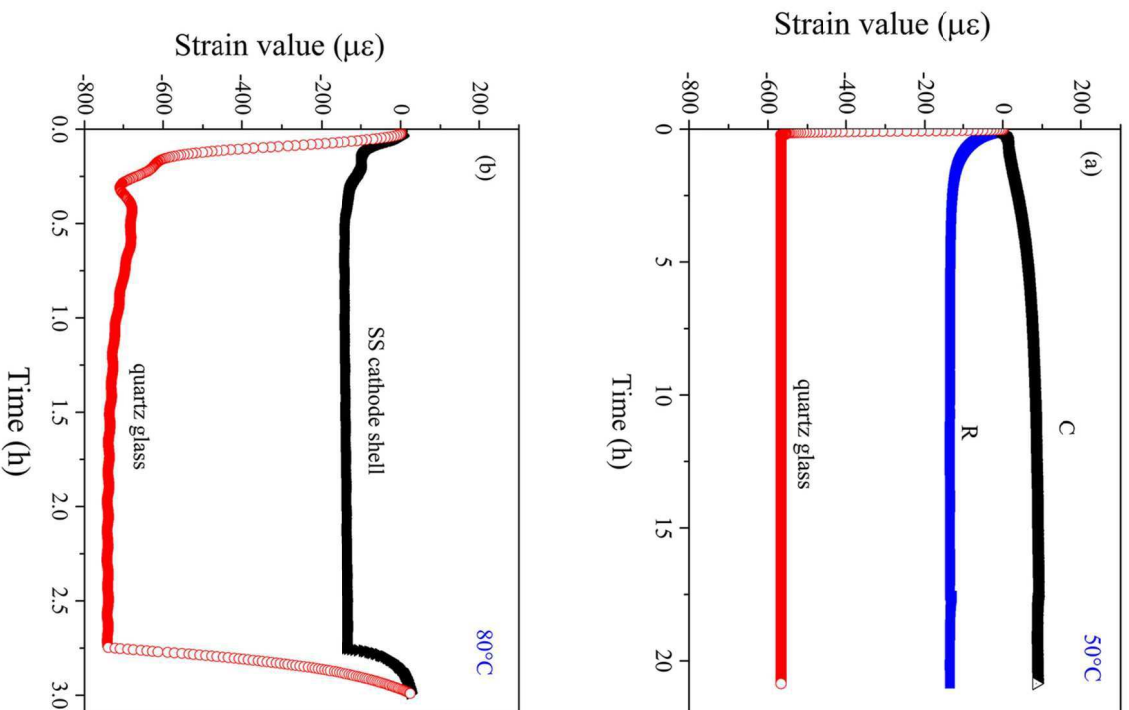 (a)
50°C
C
R
quartz glass
Strain value (με)
200
0
-200
-400
-600
-800
0
5
10
15
20
Time (h)
(b)
80°C
SS cathode shell
quartz glass
Strain value (με)
200
0
-200
-400
-600
-800
0.0
0.5
1.0
1.5
2.0
2.5
3.0
Time (h)